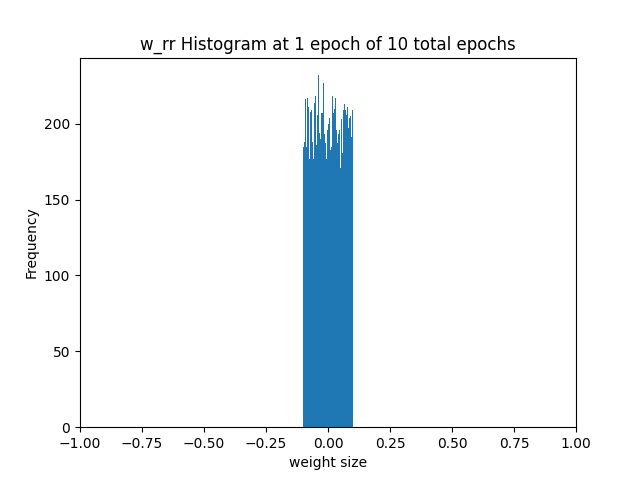 w_rr Histogram at 1 epoch of 10 total epochs
Frequency
200
150
100
50
0
−1.00 −0.75 −0.50 −0.25 0.00 0.25 0.50 0.75 1.00
weight size